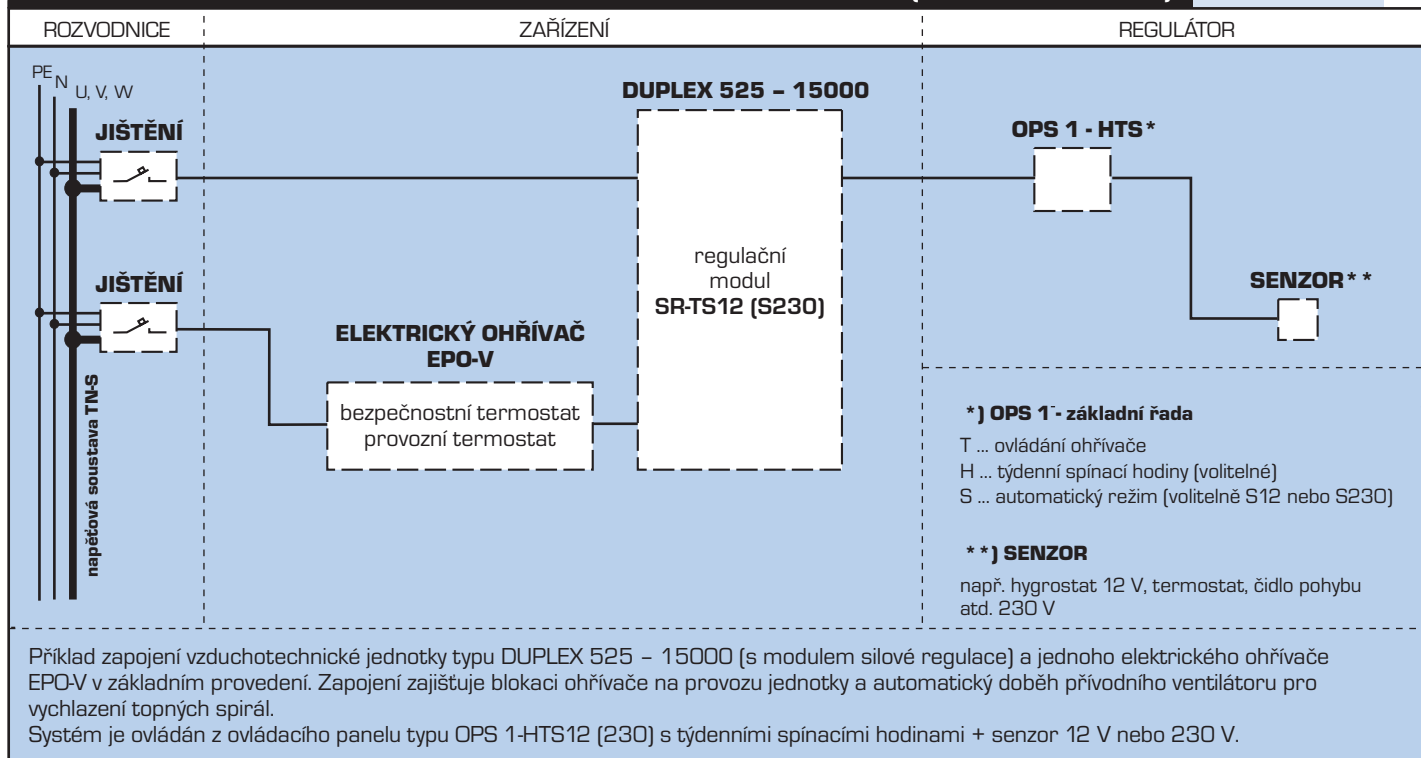 ROZVODNICE
ZAŘÍZENÍ
REGULÁTOR
PE
N
U, V, W
JIŠTĚNÍ
DUPLEX 525 – 15000
OPS 1 - HTS*
regulační
modul
SR-TS12 (S230)
JIŠTĚNÍ
SENZOR**
ELEKTRICKÝ OHŘÍVAČ
EPO-V
bezpečnostní termostat
provozní termostat
napěťová soustava TN-S
*) OPS 1 - základní řada
T ... ovládání ohřívače
H ... týdenní spínací hodiny (volitelné)
S ... automatický režim (volitelně S12 nebo S230)
**) SENZOR
např. hygrostat 12 V, termostat, čidlo pohybu
atd. 230 V
Příklad zapojení vzduchotechnické jednotky typu DUPLEX 525 – 15000 (s modulem silové regulace) a jednoho elektrického ohřívače
EPO-V v základním provedení. Zapojení zajišťuje blokaci ohřívače na provozu jednotky a automatický doběh přívodního ventilátoru pro
vychlazení topných spirál.
Systém je ovládán z ovládacího panelu typu OPS 1-HTS12 (230) s týdenními spínacími hodinami + senzor 12 V nebo 230 V.